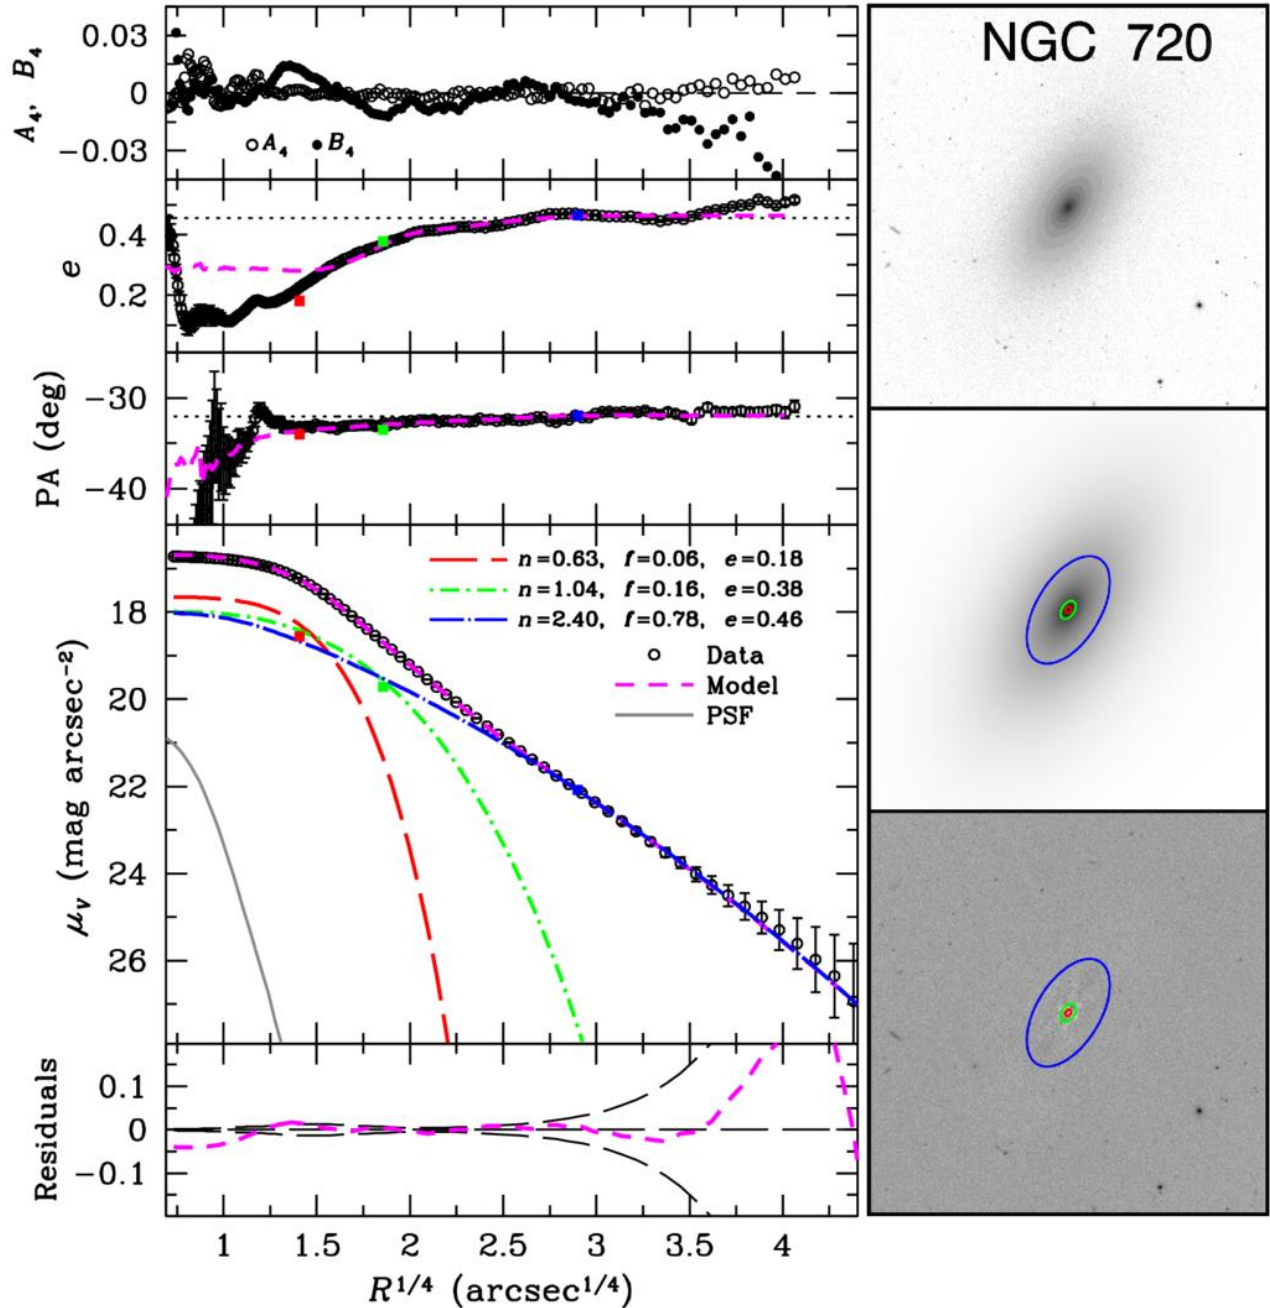 NGC 720
A₄, B₄
0.03
0
−0.03
A₄ B₄
e
0.4
0.2
PA (deg)
−30
−40
μ_V (mag arcsec⁻²)
18
20
22
24
26
n=0.63, f=0.06, e=0.18
n=1.04, f=0.16, e=0.38
n=2.40, f=0.78, e=0.46
Data
Model
PSF
Residuals
0.1
0
−0.1
1 1.5 2 2.5 3 3.5 4
R^{1/4} (arcsec^{1/4})